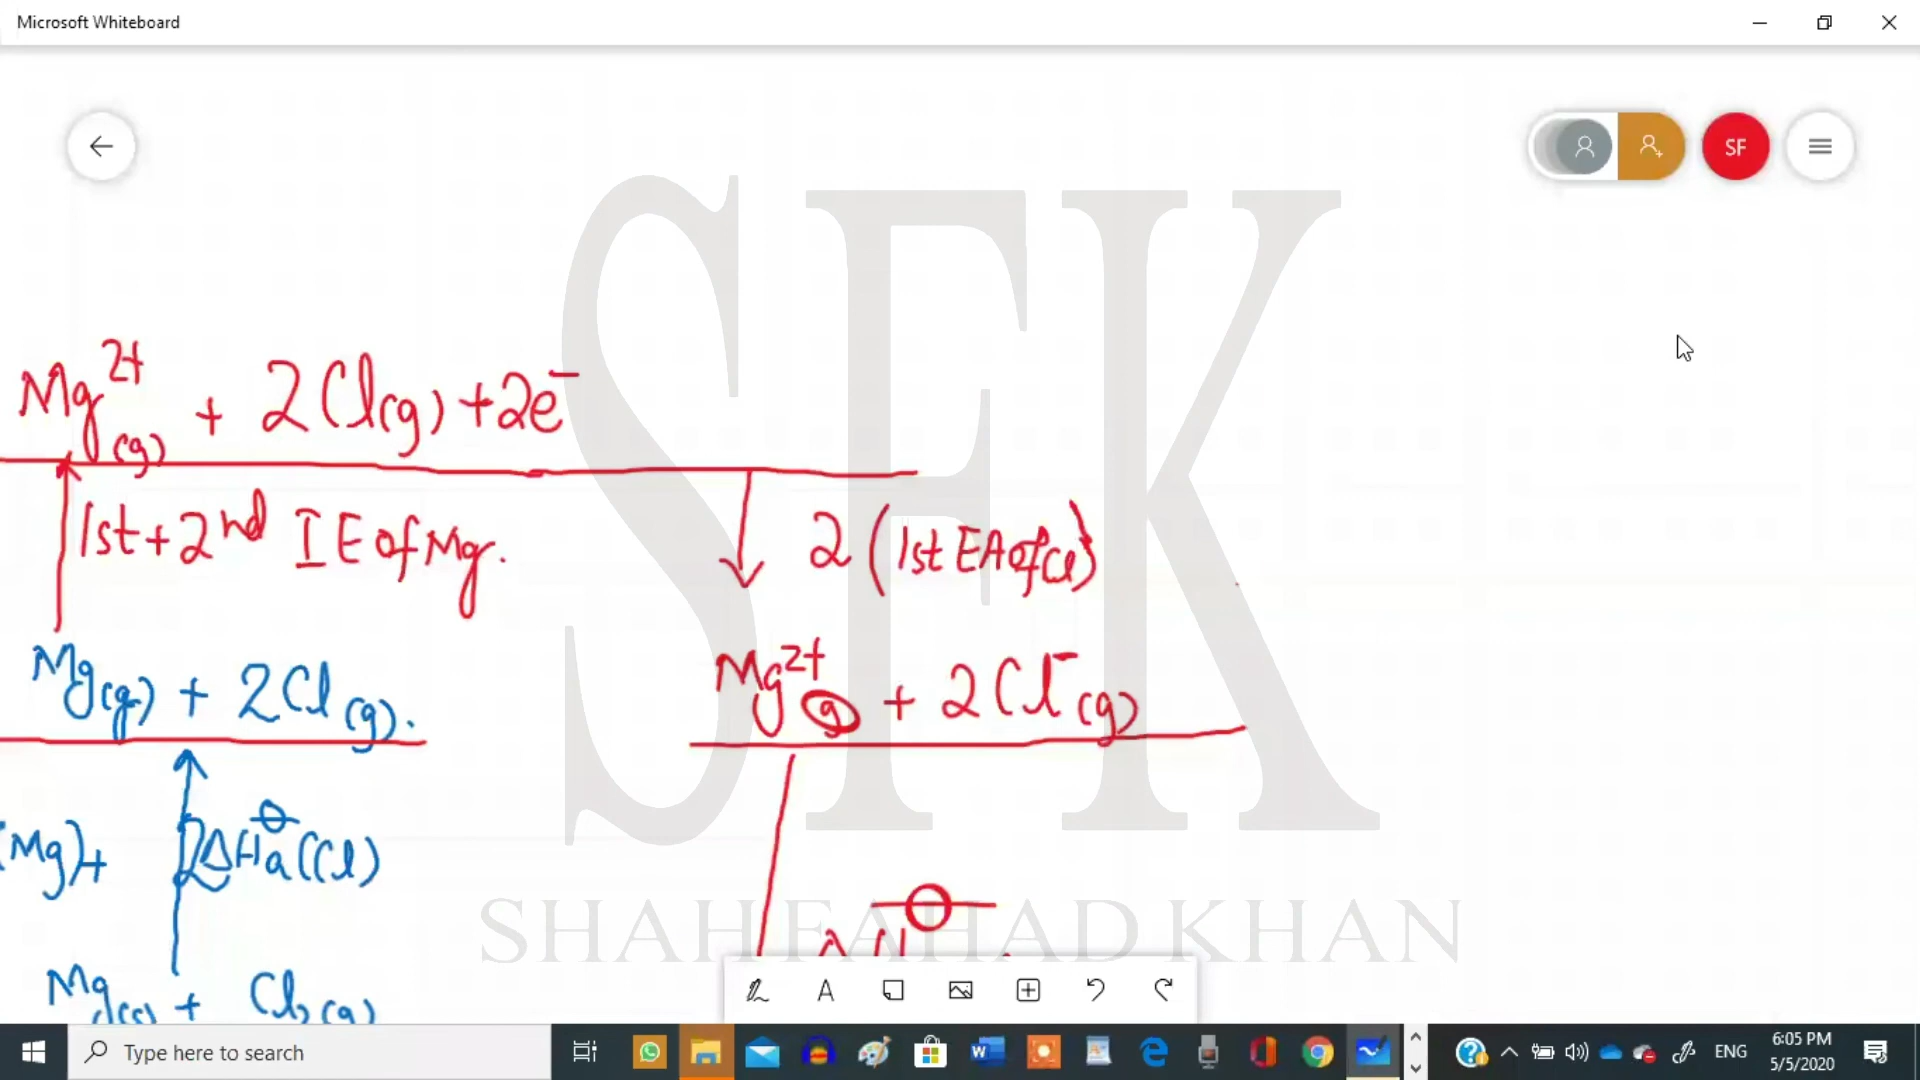 Microsoft Whiteboard
SF
SFK
Mg²⁺(g) + 2Cl(g) + 2e⁻
1st + 2nd IE of Mg.
2 (1st EA of Cl)
Mg(g) + 2Cl(g).
Mg²⁺(g) + 2Cl⁻(g)
(Mg)+ 2ΔH⦵a(Cl)
ΔH⦵
SHAHFAHAD KHAN
Mg(s) + Cl₂(g)
Type here to search
ENG
6:05 PM
5/5/2020